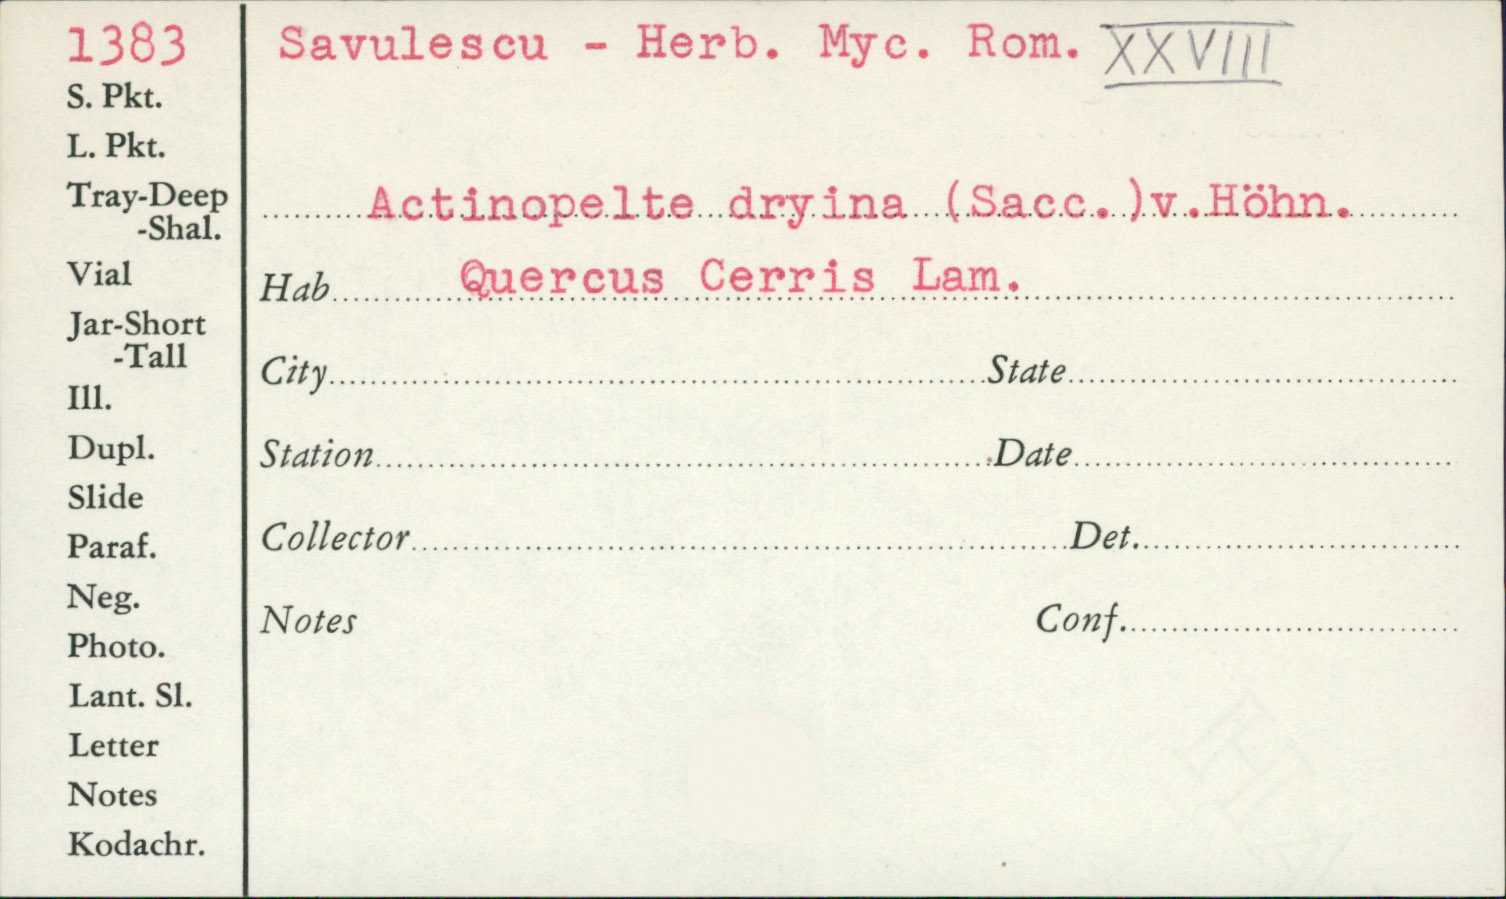 1383
S. Pkt.
L. Pkt.
Tray-Deep
-Shal.
Vial
Jar-Short
-Tall
Ill.
Dupl.
Slide
Paraf.
Neg.
Photo.
Lant. Sl.
Letter
Notes
Kodachr.
Savulescu - Herb. Myc. Rom. XXVIII
Actinopelte dryina (Sacc.)v.Höhn.
Hab Quercus Cerris Lam.
City State
Station Date
Collector Det.
Notes Conf.